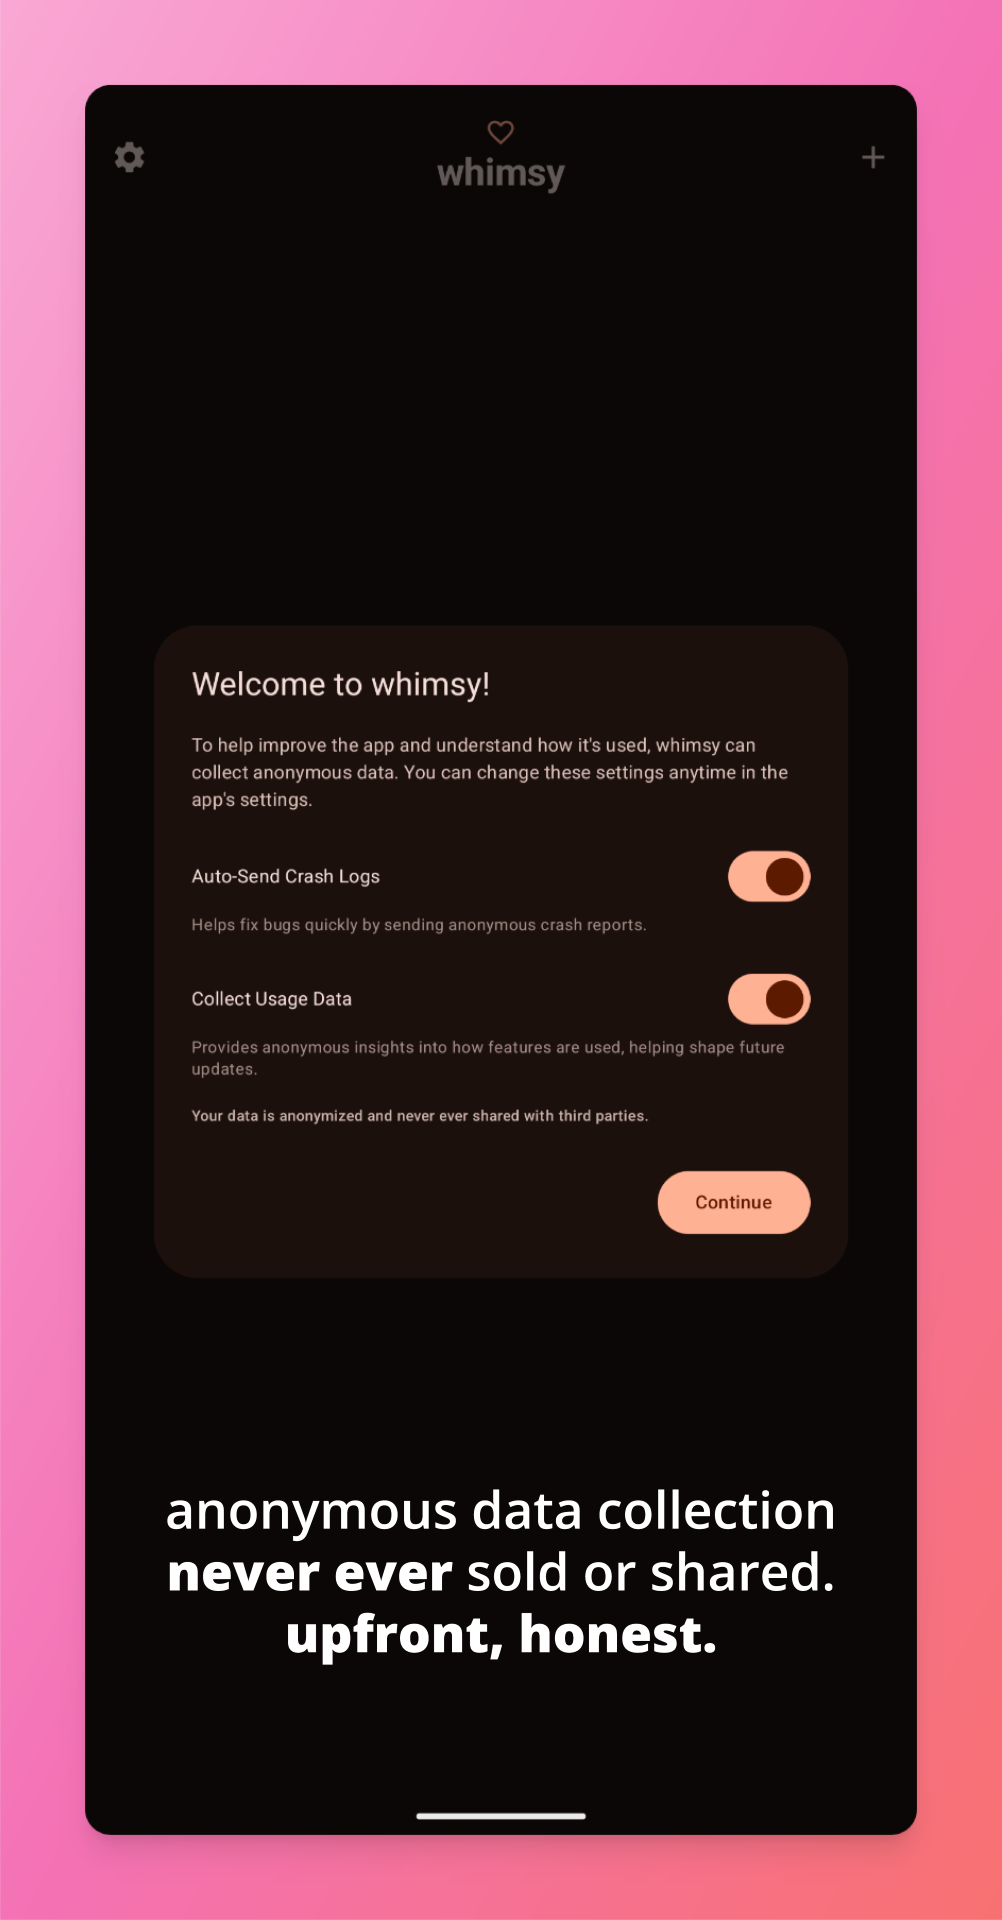 whimsy
Welcome to whimsy!
To help improve the app and understand how it's used, whimsy can
collect anonymous data. You can change these settings anytime in the
app's settings.
Auto-Send Crash Logs
Helps fix bugs quickly by sending anonymous crash reports.
Collect Usage Data
Provides anonymous insights into how features are used, helping shape future
updates.
Your data is anonymized and never ever shared with third parties.
Continue
anonymous data collection
never ever sold or shared.
upfront, honest.